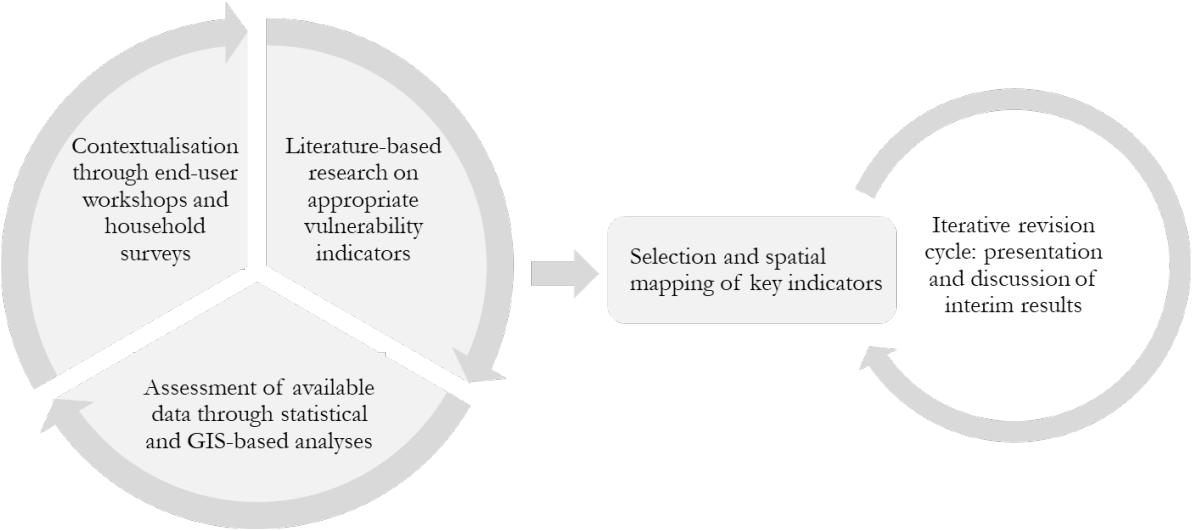 Contextualisation
through end-user
workshops and
household
surveys
Literature-based
research on
appropriate
vulnerability
indicators
Assessment of available
data through statistical
and GIS-based analyses
Selection and spatial
mapping of key indicators
Iterative revision
cycle: presentation
and discussion of
interim results